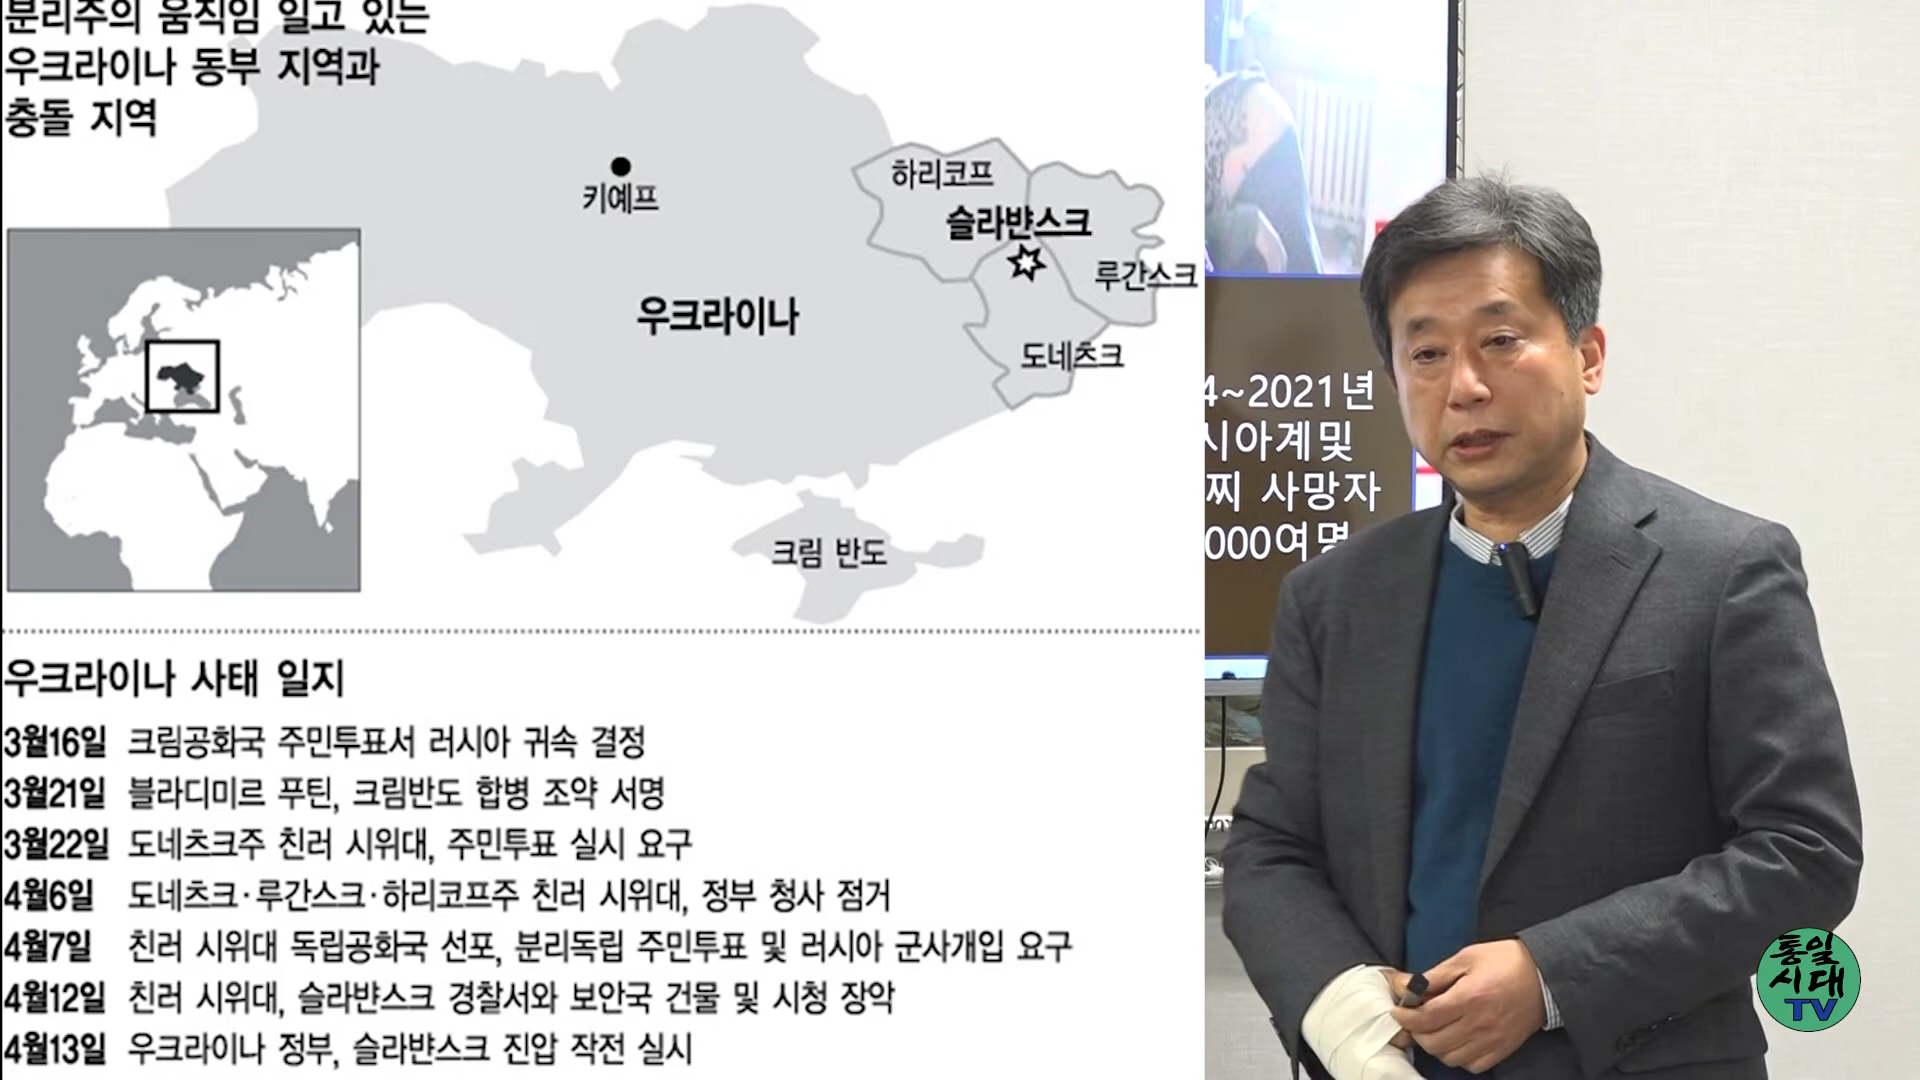 분리주의 움직임 일고 있는
우크라이나 동부 지역과
충돌 지역
키예프
하리코프
슬라뱐스크
루간스크
우크라이나
도네츠크
크림 반도
우크라이나 사태 일지
3월16일 크림공화국 주민투표서 러시아 귀속 결정
3월21일 블라디미르 푸틴, 크림반도 합병 조약 서명
3월22일 도네츠크주 친러 시위대, 주민투표 실시 요구
4월6일 도네츠크·루간스크·하리코프주 친러 시위대, 정부 청사 점거
4월7일 친러 시위대 독립공화국 선포, 분리독립 주민투표 및 러시아 군사개입 요구
4월12일 친러 시위대, 슬라뱐스크 경찰서와 보안국 건물 및 시청 장악
4월13일 우크라이나 정부, 슬라뱐스크 진압 작전 실시
4~2021년
시아계및
찌 사망자
000여명
통일
시대
TV